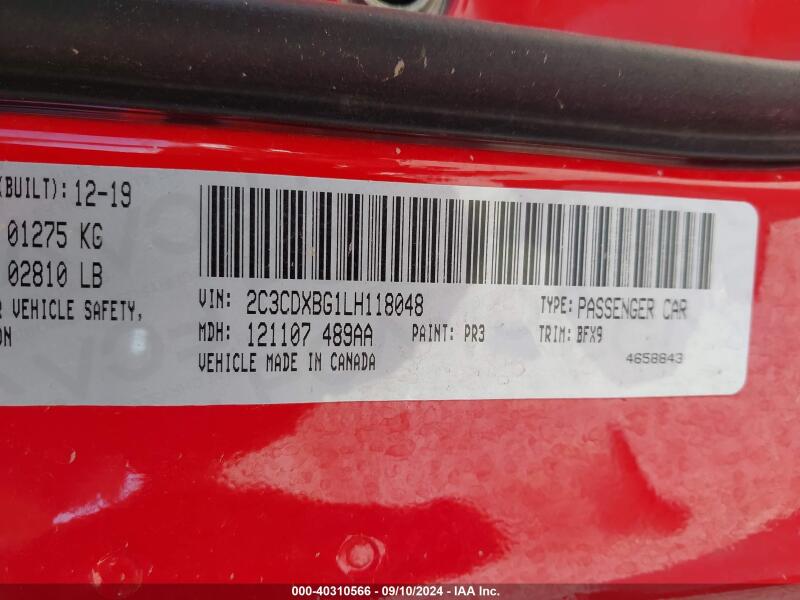 (BUILT): 12-19
01275 KG
02810 LB
VEHICLE SAFETY,
ON
VIN: 2C3CDXBG1LH118048
TYPE: PASSENGER CAR
MDH: 121107 489AA
PAINT: PR3
TRIM: BFX9
VEHICLE MADE IN CANADA
4658843
000-40310566 - 09/10/2024 - IAA Inc.